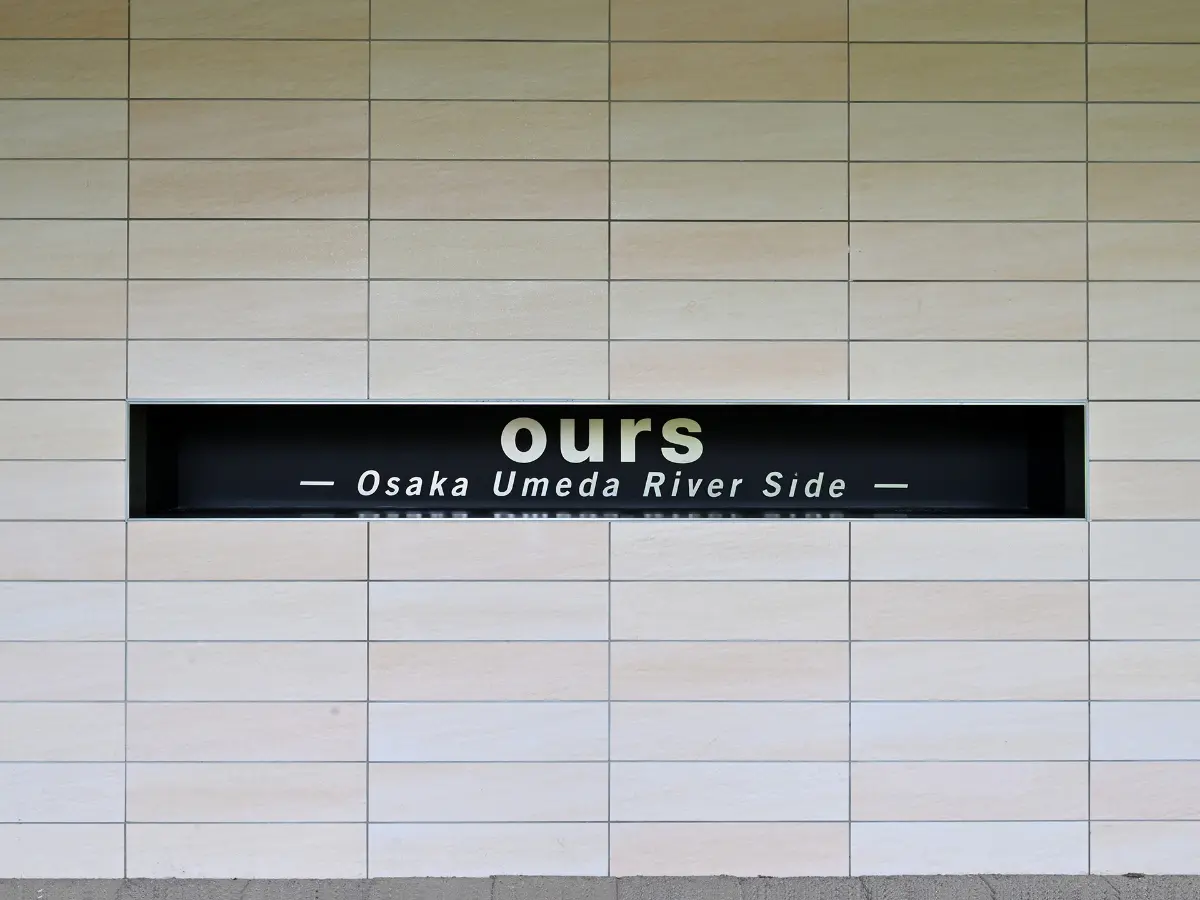 ours
— Osaka Umeda River Side —